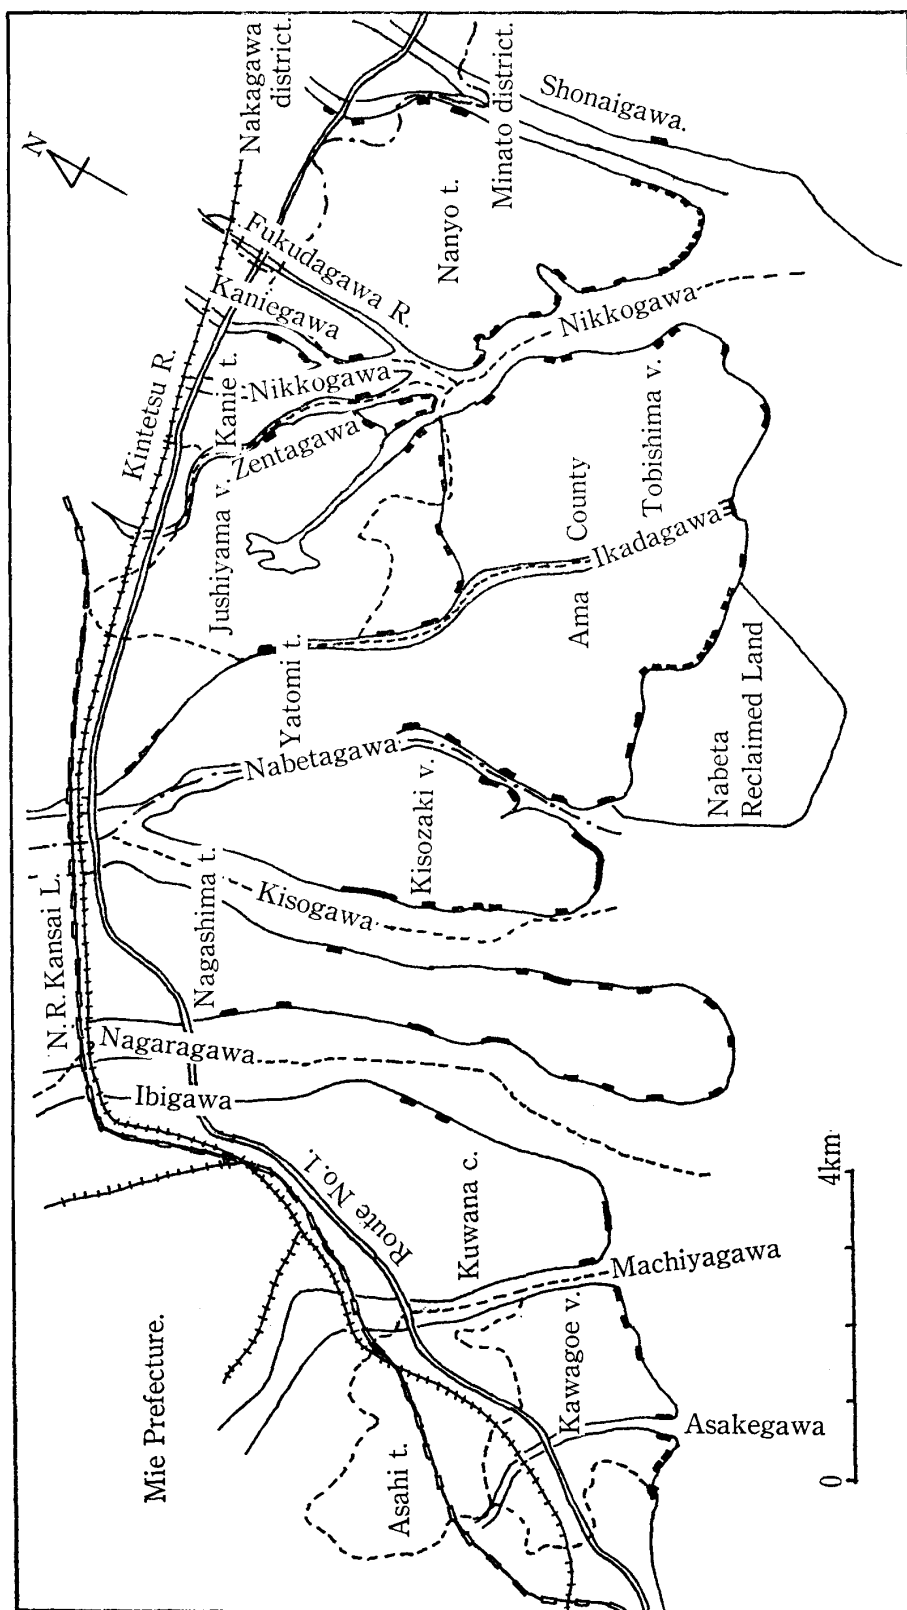 N
Nakagawa
district.
Minato district.
Shonaigawa.
Nanyo t.
Fukudagawa R.
Kaniegawa
Nikkogawa
Kintetsu R.
Kanie t.
Nikkogawa
Zentagawa
Jushiyama v.
Tobishima v.
Ama County
Ikadagawa
Yatomi t.
Nabetagawa
Nabeta
Reclaimed Land
Kisozaki v.
N.R. Kansai L.
Nagashima t.
Kisogawa
Nagaragawa
Ibigawa
Route No.1.
Kuwana c.
Machiyagawa
Mie Prefecture.
Kawagoe v.
Asakegawa
Asahi t.
0
4km